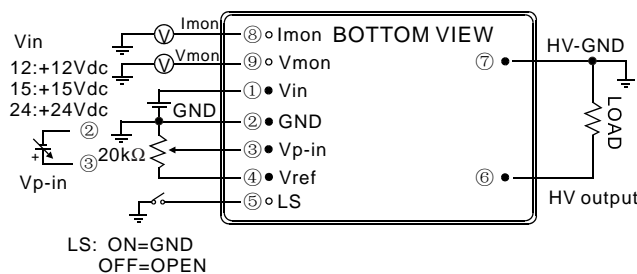 BOTTOM VIEW
Vin
12:+12Vdc
15:+15Vdc
24:+24Vdc
V Imon
V Vmon
⑧ Imon
⑨ Vmon
① Vin
GND
② GND
③ Vp-in
④ Vref
⑤ LS
20kΩ
②
+
③
Vp-in
LS: ON=GND
OFF=OPEN
⑦
HV-GND
LOAD
⑥
HV output